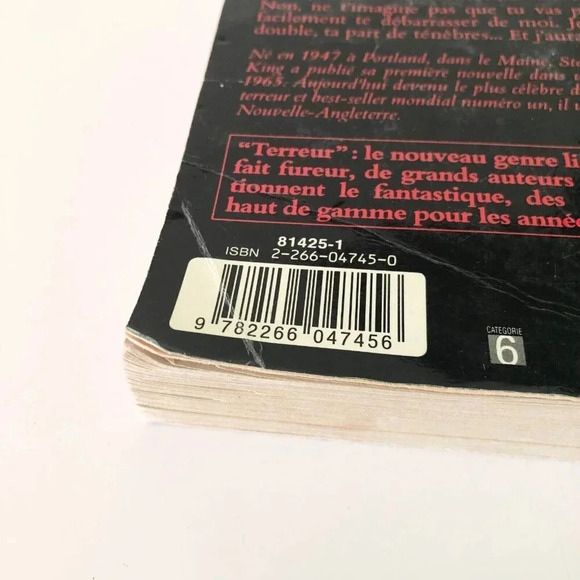 Non, ne t'imagine pas que tu vas p
facilement te débarrasser de moi. J
double, ta part de ténèbres... Et j'aura
Né en 1947 à Portland, dans le Maine, Ste
King a publié sa première nouvelle dans u
1965. Aujourd'hui devenu le plus célèbre d
terreur et best-seller mondial numéro un, il v
Nouvelle-Angleterre.
"Terreur" : le nouveau genre li
fait fureur, de grands auteurs
tionnent le fantastique, des
haut de gamme pour les année
81425-1
ISBN 2-266-04745-0
9 782266 047456
CATEGORIE
6